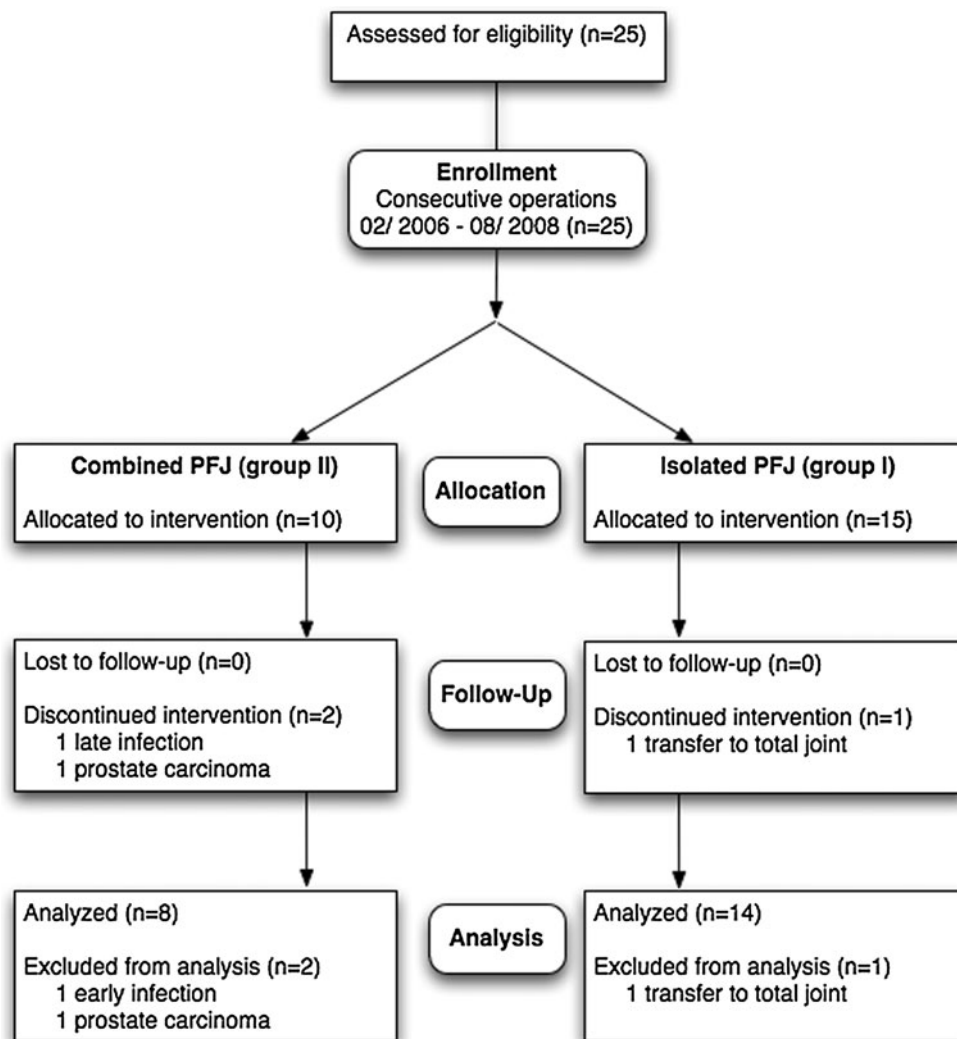 Assessed for eligibility (n=25)
Enrollment
Consecutive operations
02/ 2006 - 08/ 2008 (n=25)
Combined PFJ (group II)
Allocated to intervention (n=10)
Allocation
Isolated PFJ (group I)
Allocated to intervention (n=15)
Lost to follow-up (n=0)
Discontinued intervention (n=2)
1 late infection
1 prostate carcinoma
Follow-Up
Lost to follow-up (n=0)
Discontinued intervention (n=1)
1 transfer to total joint
Analyzed (n=8)
Excluded from analysis (n=2)
1 early infection
1 prostate carcinoma
Analysis
Analyzed (n=14)
Excluded from analysis (n=1)
1 transfer to total joint